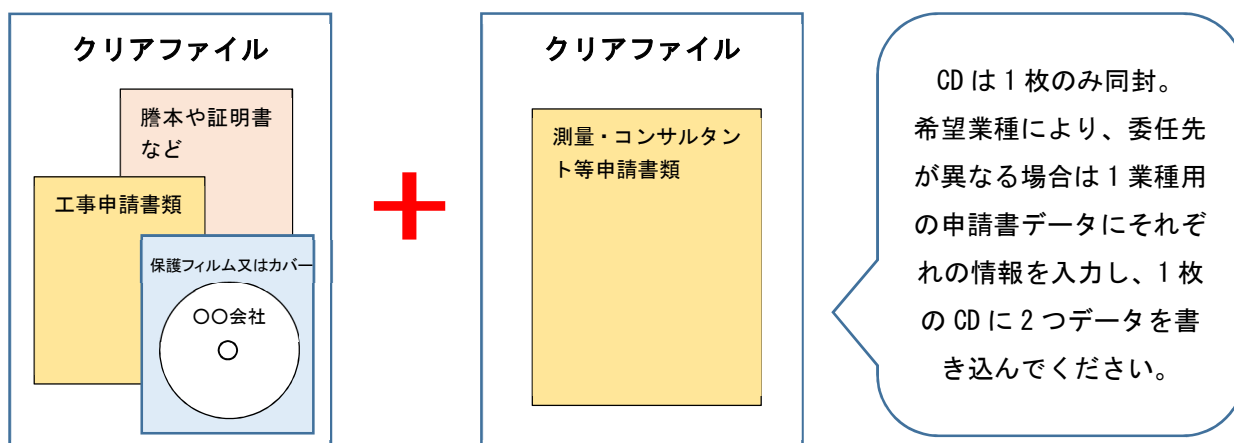 クリアファイル
謄本や証明書
など
工事申請書類
保護フィルム又はカバー
〇〇会社
クリアファイル
測量・コンサルタン
ト等申請書類
CD は 1 枚のみ同封。
希望業種により、委任先
が異なる場合は 1 業種用
の申請書データにそれぞ
れの情報を入力し、1 枚
の CD に 2 つデータを書
き込んでください。